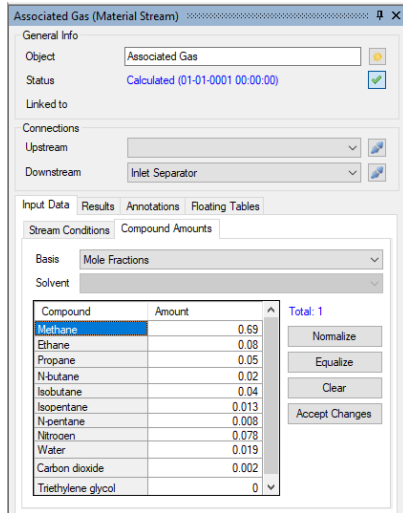 Associated Gas (Material Stream)
General Info
Object Associated Gas
Status Calculated (01-01-0001 00:00:00)
Linked to
Connections
Upstream
Downstream Inlet Separator
Input Data Results Annotations Floating Tables
Stream Conditions Compound Amounts
Basis Mole Fractions
Solvent
Compound Amount Total: 1
Methane 0.69
Ethane 0.08 Normalize
Propane 0.05
N-butane 0.02 Equalize
Isobutane 0.04
Isopentane 0.013 Clear
N-pentane 0.008 Accept Changes
Nitrogen 0.078
Water 0.019
Carbon dioxide 0.002
Triethylene glycol 0